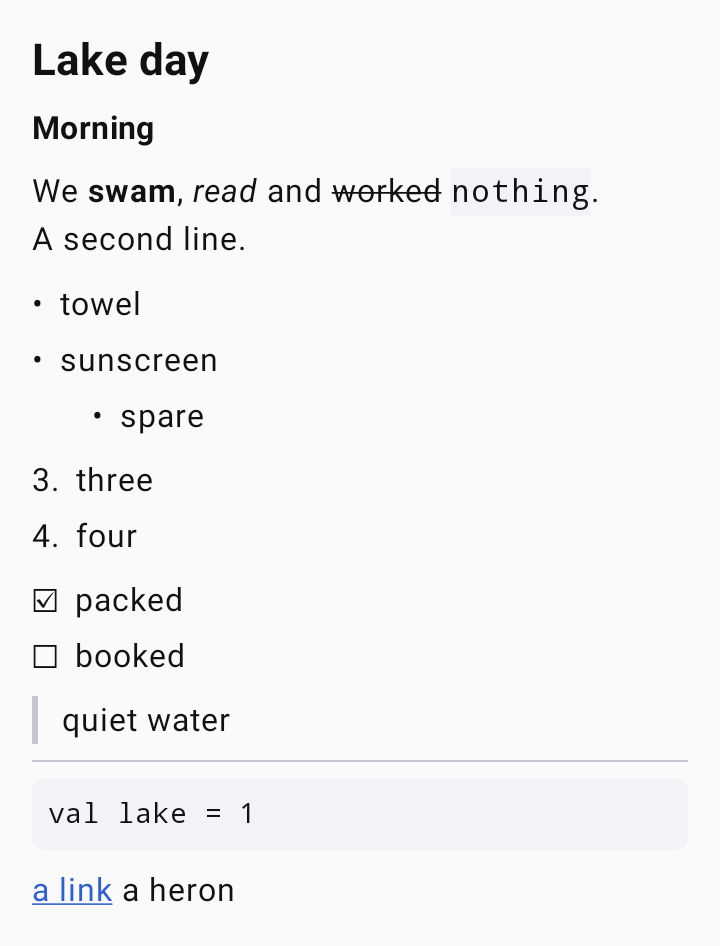 Lake day
Morning
We swam, read and worked nothing.
A second line.
• towel
• sunscreen
• spare
3. three
4. four
☑ packed
☐ booked
quiet water
val lake = 1
a link a heron